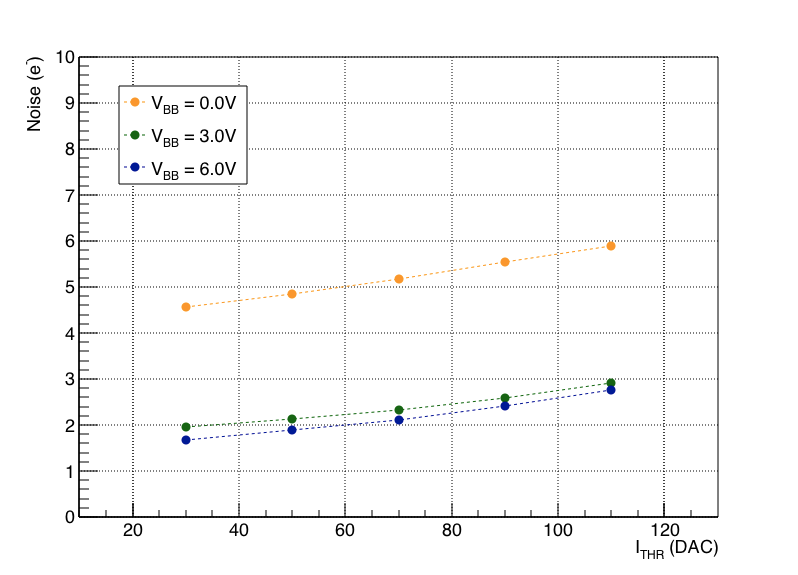 Noise (e⁻)
10
9
8
7
6
5
4
3
2
1
0
V_BB = 0.0V
V_BB = 3.0V
V_BB = 6.0V
20 40 60 80 100 120
I_THR (DAC)